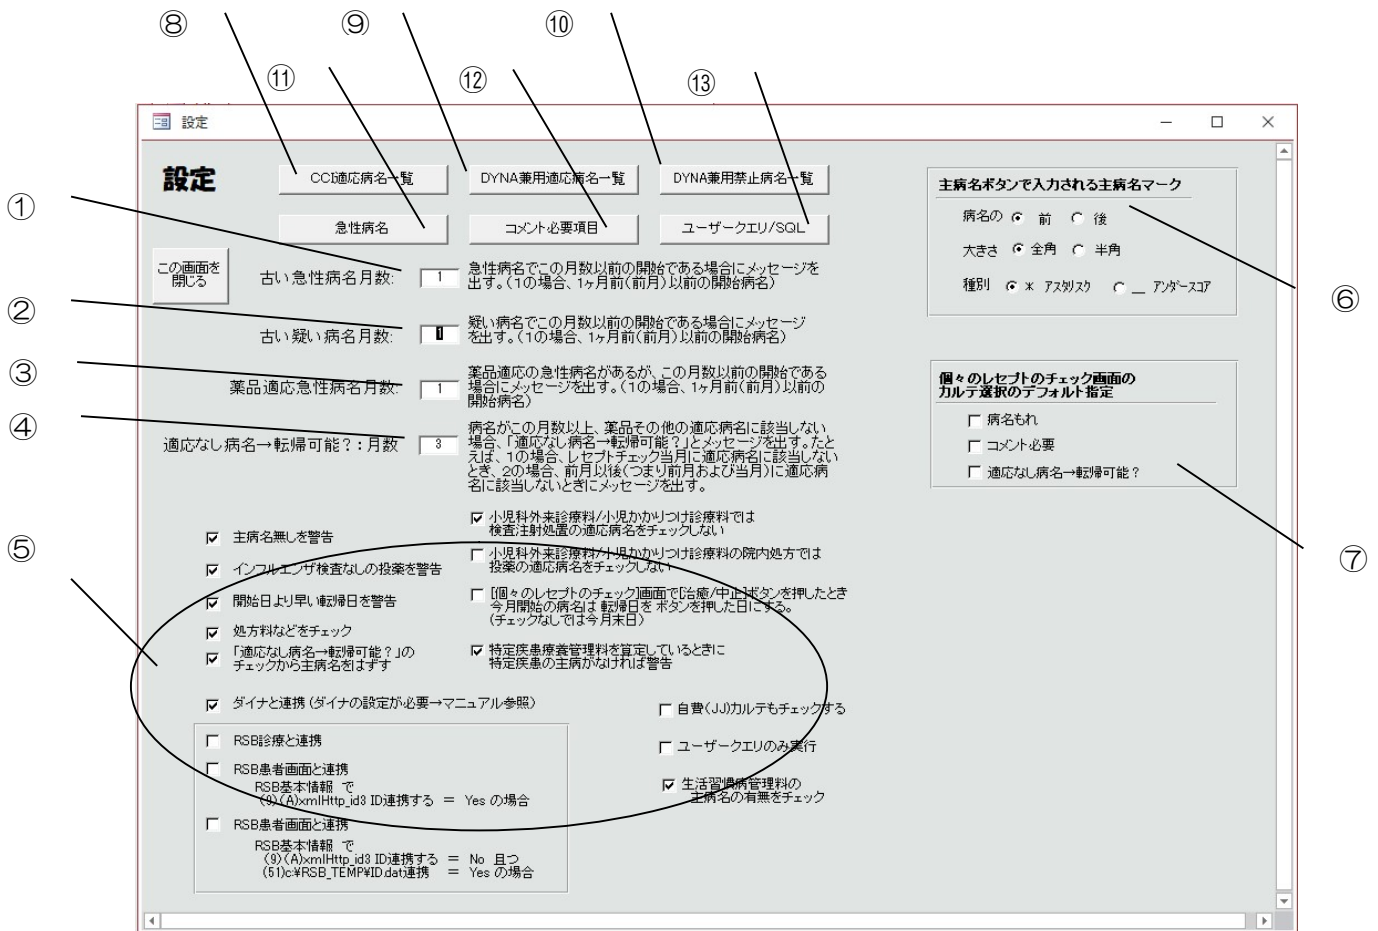 ⑧
⑨
⑩
⑪
⑫
⑬
設定
設定
CCI適応病名一覧
DYNA兼用適応病名一覧
DYNA兼用禁止病名一覧
急性病名
コメント必要項目
ユーザークエリ/SQL
この画面を
閉じる
①
古い急性病名月数:
1
急性病名でこの月数以前の開始である場合にメッセージを
出す。(1の場合、1ヶ月前(前月)以前の開始病名)
②
古い疑い病名月数:
1
疑い病名でこの月数以前の開始である場合にメッセージ
を出す。(1の場合、1ヶ月前(前月)以前の開始病名)
③
薬品適応急性病名月数:
1
薬品適応の急性病名があるが、この月数以前の開始である
場合にメッセージを出す。(1の場合、1ヶ月前(前月)以前の
開始病名)
④
適応なし病名→転帰可能?:月数
3
病名がこの月数以上、薬品その他の適応病名に該当しない
場合、「適応なし病名→転帰可能?」とメッセージを出す。たと
えば、1の場合、レセプトチェック当月に適応病名に該当しない
とき、2の場合、前月以後(つまり前月および当月)に適応病
名に該当しないときにメッセージを出す。
主病名ボタンで入力される主病名マーク
病名の 前 後
大きさ 全角 半角
種別 * アスタリスク __ アンダースコア
⑥
個々のレセプトのチェック画面の
カルテ選択のデフォルト指定
病名もれ
コメント必要
適応なし病名→転帰可能?
⑦
⑤
主病名無しを警告
インフルエンザ検査なしの投薬を警告
開始日より早い転帰日を警告
処方料などをチェック
「適応なし病名→転帰可能?」の
チェックから主病名をはずす
ダイナと連携(ダイナの設定が必要→マニュアル参照)
小児科外来診療料/小児かかりつけ診療料では
検査注射処置の適応病名をチェックしない
小児科外来診療料/小児かかりつけ診療料の院内処方では
投薬の適応病名をチェックしない
[個々のレセプトのチェック]画面で[治癒/中止]ボタンを押したとき
今月開始の病名は 転帰日を ボタンを押した日にする。
(チェックなしでは今月末日)
特定疾患療養管理料を算定しているときに
特定疾患の主病がなければ警告
自費(JJ)カルテもチェックする
ユーザークエリのみ実行
生活習慣病管理料の
主病名の有無をチェック
RSB診療と連携
RSB患者画面と連携
RSB基本情報 で
(9)(A)xmlHttp_id3 ID連携する = Yes の場合
RSB患者画面と連携
RSB基本情報 で
(9)(A)xmlHttp_id3 ID連携する = No 且つ
(51)c:¥RSB_TEMP¥ID.dat連携 = Yes の場合